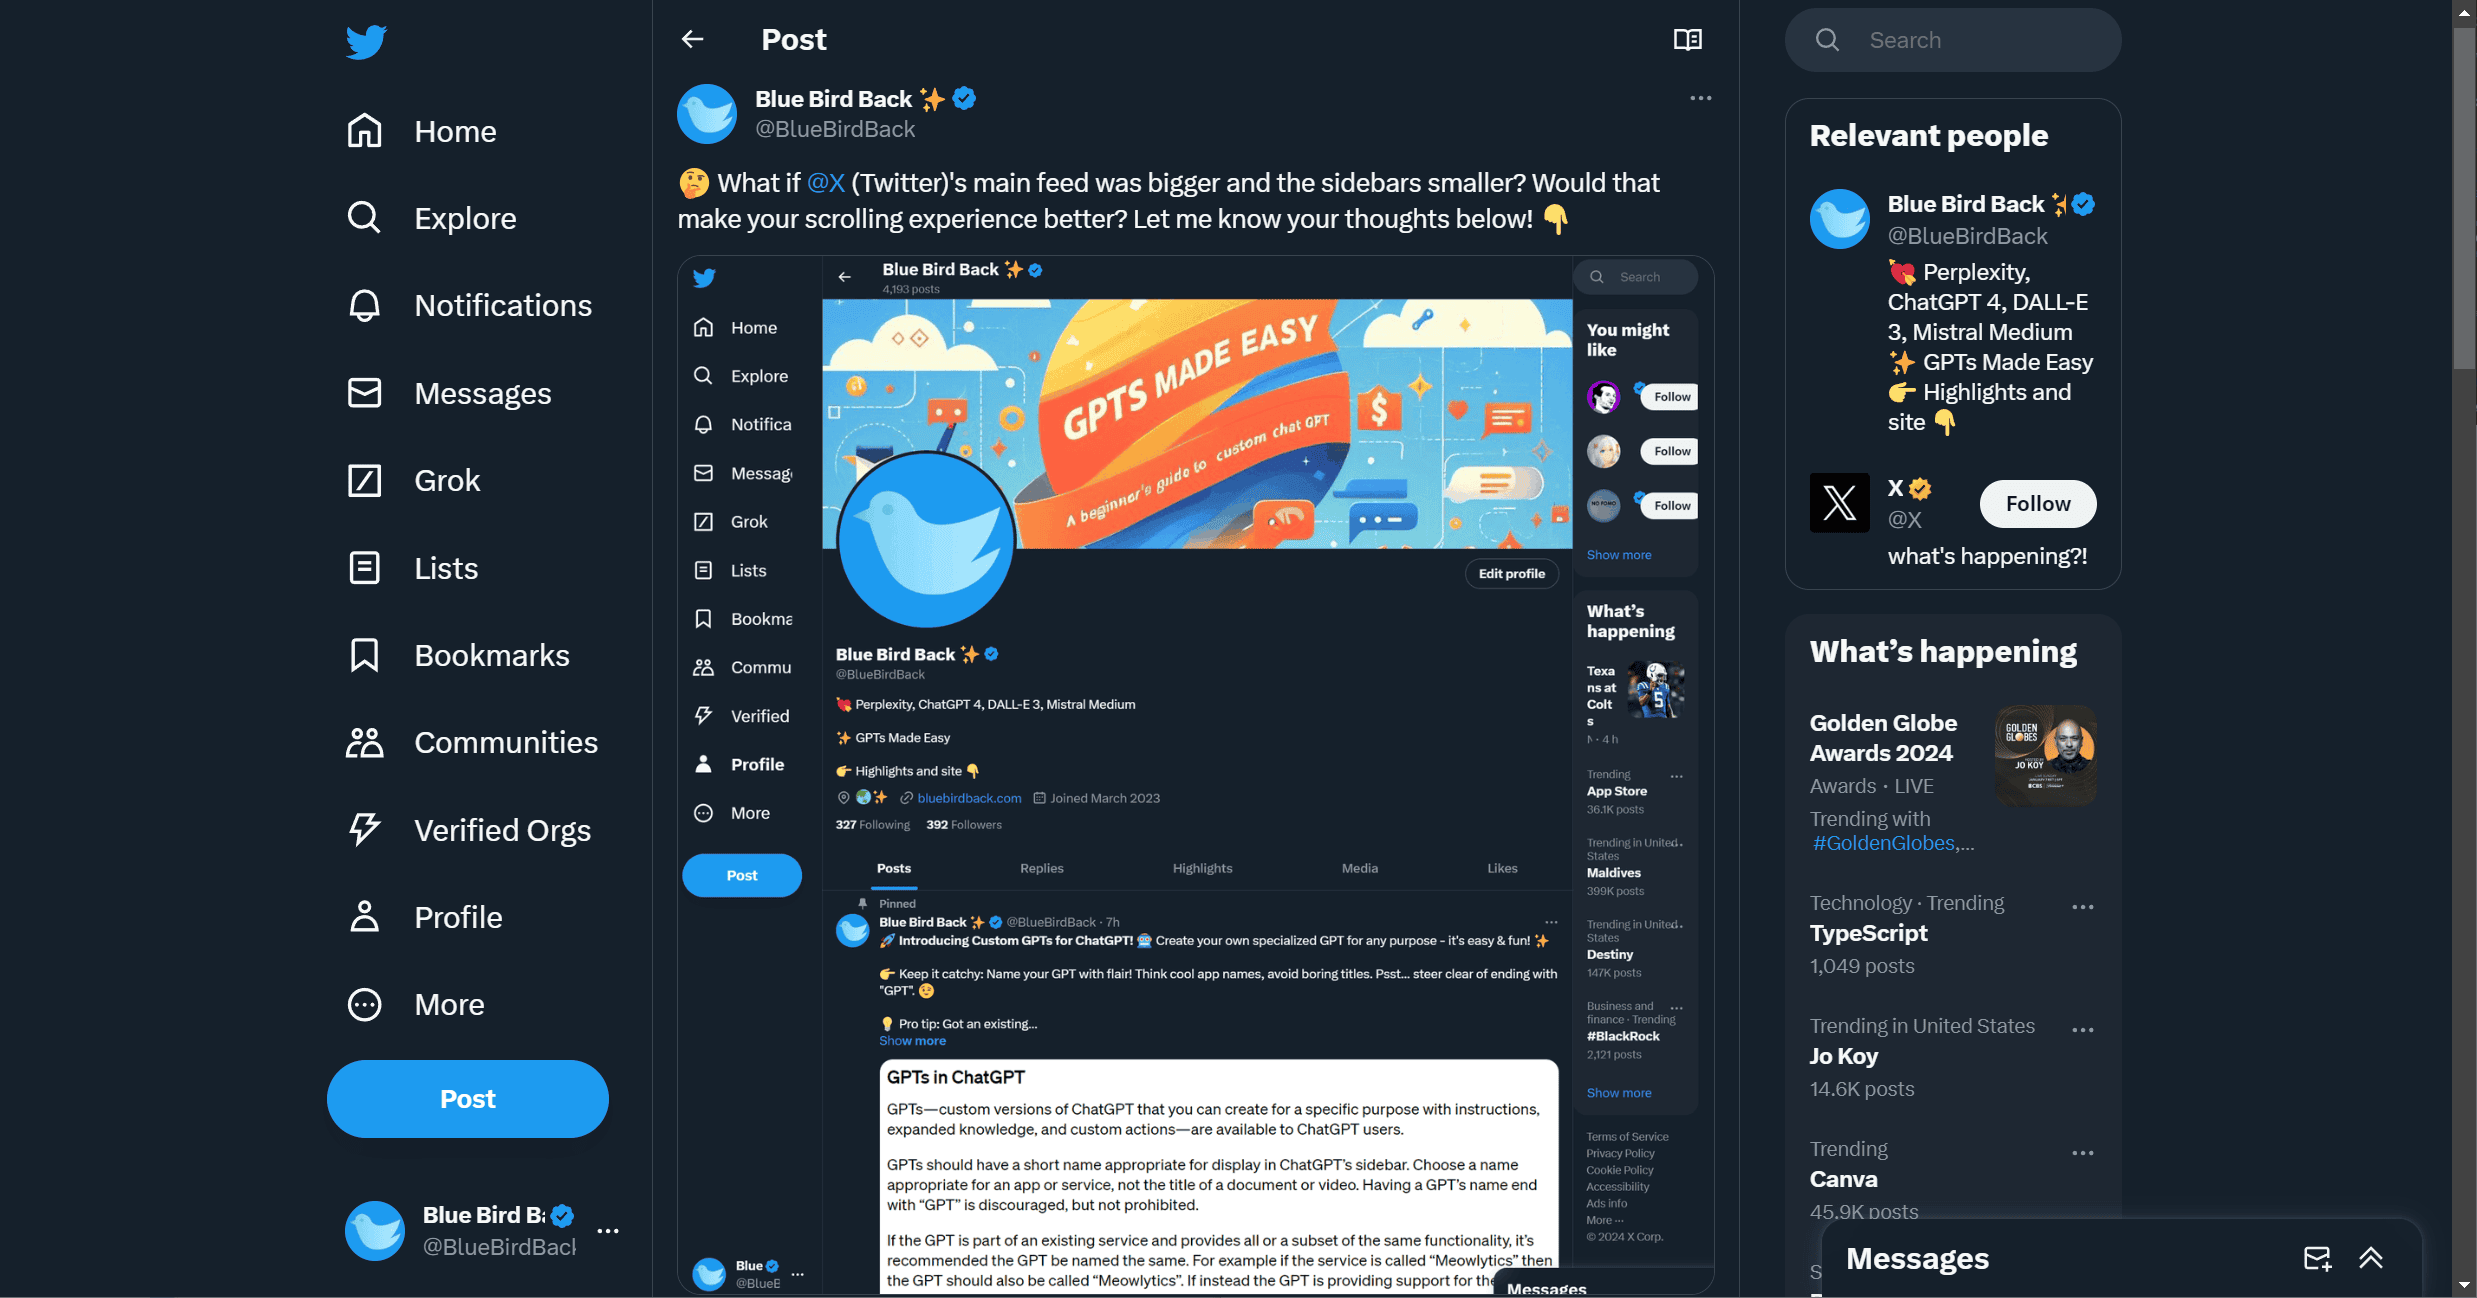 Home
Explore
Notifications
Messages
Grok
Lists
Bookmarks
Communities
Verified Orgs
Profile
More
Post
Blue Bird Ba
@BlueBirdBack
Post
Blue Bird Back ✨
@BlueBirdBack
🤔 What if @X (Twitter)'s main feed was bigger and the sidebars smaller? Would that
make your scrolling experience better? Let me know your thoughts below! 👇
Home
Explore
Notifica
Messag
Grok
Lists
Bookma
Commu
Verified
Profile
More
Post
Blue
@BlueE
Blue Bird Back ✨
4,193 posts
GPTS MADE EASY
A beginner's guide to custom chat GPT
Edit profile
Blue Bird Back ✨
@BlueBirdBack
💘 Perplexity, ChatGPT 4, DALL-E 3, Mistral Medium
✨ GPTs Made Easy
👉 Highlights and site 👇
🌏✨ bluebirdback.com Joined March 2023
327 Following 392 Followers
Posts Replies Highlights Media Likes
Pinned
Blue Bird Back ✨ @BlueBirdBack · 7h
🚀 Introducing Custom GPTs for ChatGPT! 🤖 Create your own specialized GPT for any purpose - it's easy & fun! ✨
👉 Keep it catchy: Name your GPT with flair! Think cool app names, avoid boring titles. Psst... steer clear of ending with
"GPT". 😉
💡 Pro tip: Got an existing...
Show more
GPTs in ChatGPT
GPTs—custom versions of ChatGPT that you can create for a specific purpose with instructions,
expanded knowledge, and custom actions—are available to ChatGPT users.
GPTs should have a short name appropriate for display in ChatGPT's sidebar. Choose a name
appropriate for an app or service, not the title of a document or video. Having a GPT's name end
with “GPT” is discouraged, but not prohibited.
If the GPT is part of an existing service and provides all or a subset of the same functionality, it's
recommended the GPT be named the same. For example if the service is called “Meowlytics” then
the GPT should also be called “Meowlytics”. If instead the GPT is providing support for the
Search
You might
like
Follow
Follow
NO FOMO
Follow
Show more
What's
happening
Texa
ns at
Colt
s
· 4 h
Trending
App Store
36.1K posts
Trending in United
States
Maldives
399K posts
Trending in United
States
Destiny
147K posts
Business and
finance · Trending
#BlackRock
2,121 posts
Show more
Terms of Service
Privacy Policy
Cookie Policy
Accessibility
Ads info
More ···
© 2024 X Corp.
Messages
Search
Relevant people
Blue Bird Back
@BlueBirdBack
💘 Perplexity,
ChatGPT 4, DALL-E
3, Mistral Medium
✨ GPTs Made Easy
👉 Highlights and
site 👇
X
@X
Follow
what's happening?!
What's happening
Golden Globe
Awards 2024
Awards · LIVE
Trending with
#GoldenGlobes,...
GOLDEN
GLOBES
HOSTED BY
JO KOY
CBS
Technology · Trending
TypeScript
1,049 posts
Trending in United States
Jo Koy
14.6K posts
Trending
Canva
45.9K posts
Messages